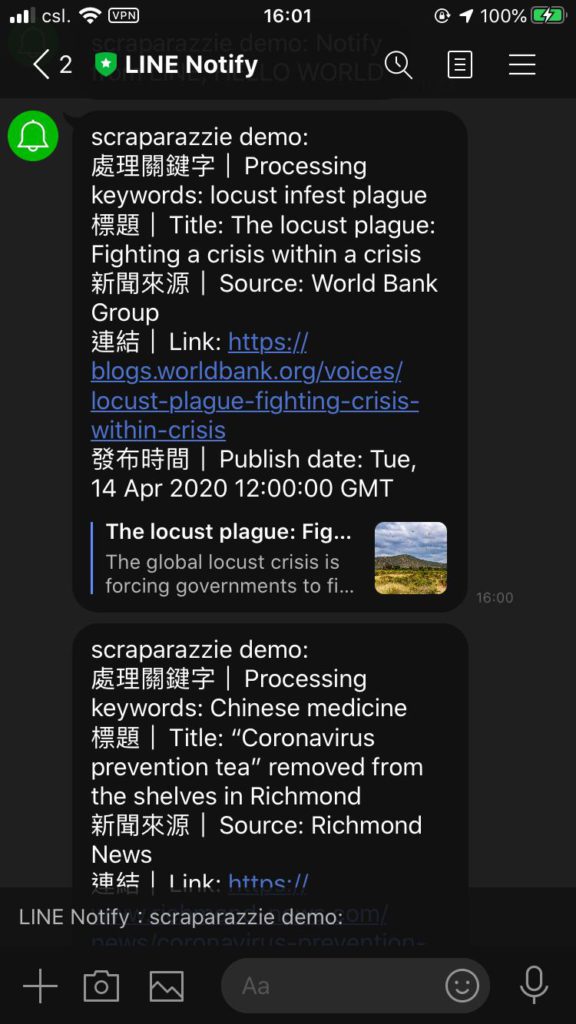 csl. VPN 16:01 100%
scraparazzie demo: Notify
from LINE, HELLO WORLD
2 LINE Notify
scraparazzie demo:
處理關鍵字｜ Processing
keywords: locust infest plague
標題｜ Title: The locust plague:
Fighting a crisis within a crisis
新聞來源｜ Source: World Bank
Group
連結｜ Link: https://
blogs.worldbank.org/voices/
locust-plague-fighting-crisis-
within-crisis
發布時間｜ Publish date: Tue,
14 Apr 2020 12:00:00 GMT
The locust plague: Fig...
The global locust crisis is
forcing governments to fi...
16:00
scraparazzie demo:
處理關鍵字｜ Processing
keywords: Chinese medicine
標題｜ Title: “Coronavirus
prevention tea” removed from
the shelves in Richmond
新聞來源｜ Source: Richmond
News
連結｜ Link: https://
www.richmond-news.com/
news/coronavirus-prevention-
LINE Notify : scraparazzie demo:
Aa